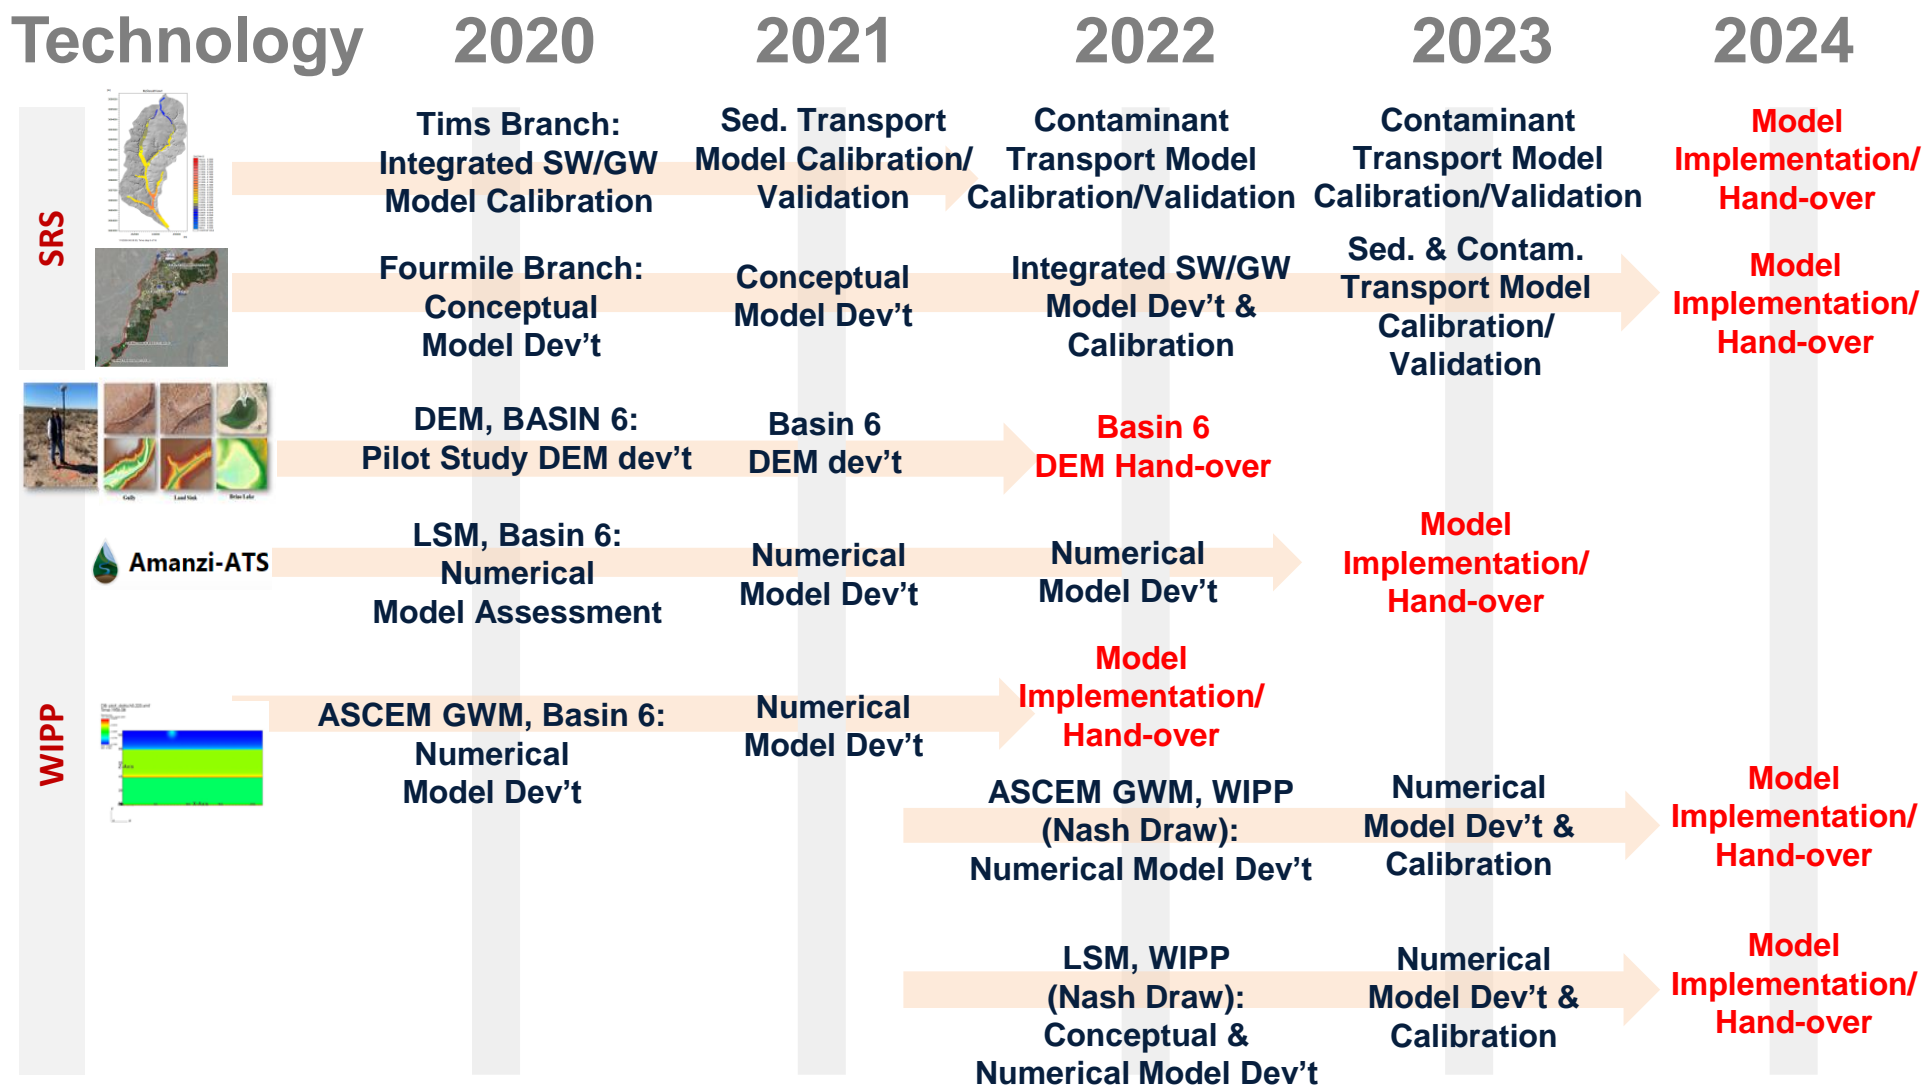 Technology 2020 2021 2022 2023 2024
SRS
Tims Branch:
Integrated SW/GW
Model Calibration
Sed. Transport
Model Calibration/
Validation
Contaminant
Transport Model
Calibration/Validation
Contaminant
Transport Model
Calibration/Validation
Model
Implementation/
Hand-over
Fourmile Branch:
Conceptual
Model Dev’t
Conceptual
Model Dev’t
Integrated SW/GW
Model Dev’t &
Calibration
Sed. & Contam.
Transport Model
Calibration/
Validation
Model
Implementation/
Hand-over
WIPP
Gully
Land Sink
Brine Lake
DEM, BASIN 6:
Pilot Study DEM dev’t
Basin 6
DEM dev’t
Basin 6
DEM Hand-over
Amanzi-ATS
LSM, Basin 6:
Numerical
Model Assessment
Numerical
Model Dev’t
Numerical
Model Dev’t
Model
Implementation/
Hand-over
ASCEM GWM, Basin 6:
Numerical
Model Dev’t
Numerical
Model Dev’t
Model
Implementation/
Hand-over
ASCEM GWM, WIPP
(Nash Draw):
Numerical Model Dev’t
Numerical
Model Dev’t &
Calibration
Model
Implementation/
Hand-over
LSM, WIPP
(Nash Draw):
Conceptual &
Numerical Model Dev’t
Numerical
Model Dev’t &
Calibration
Model
Implementation/
Hand-over